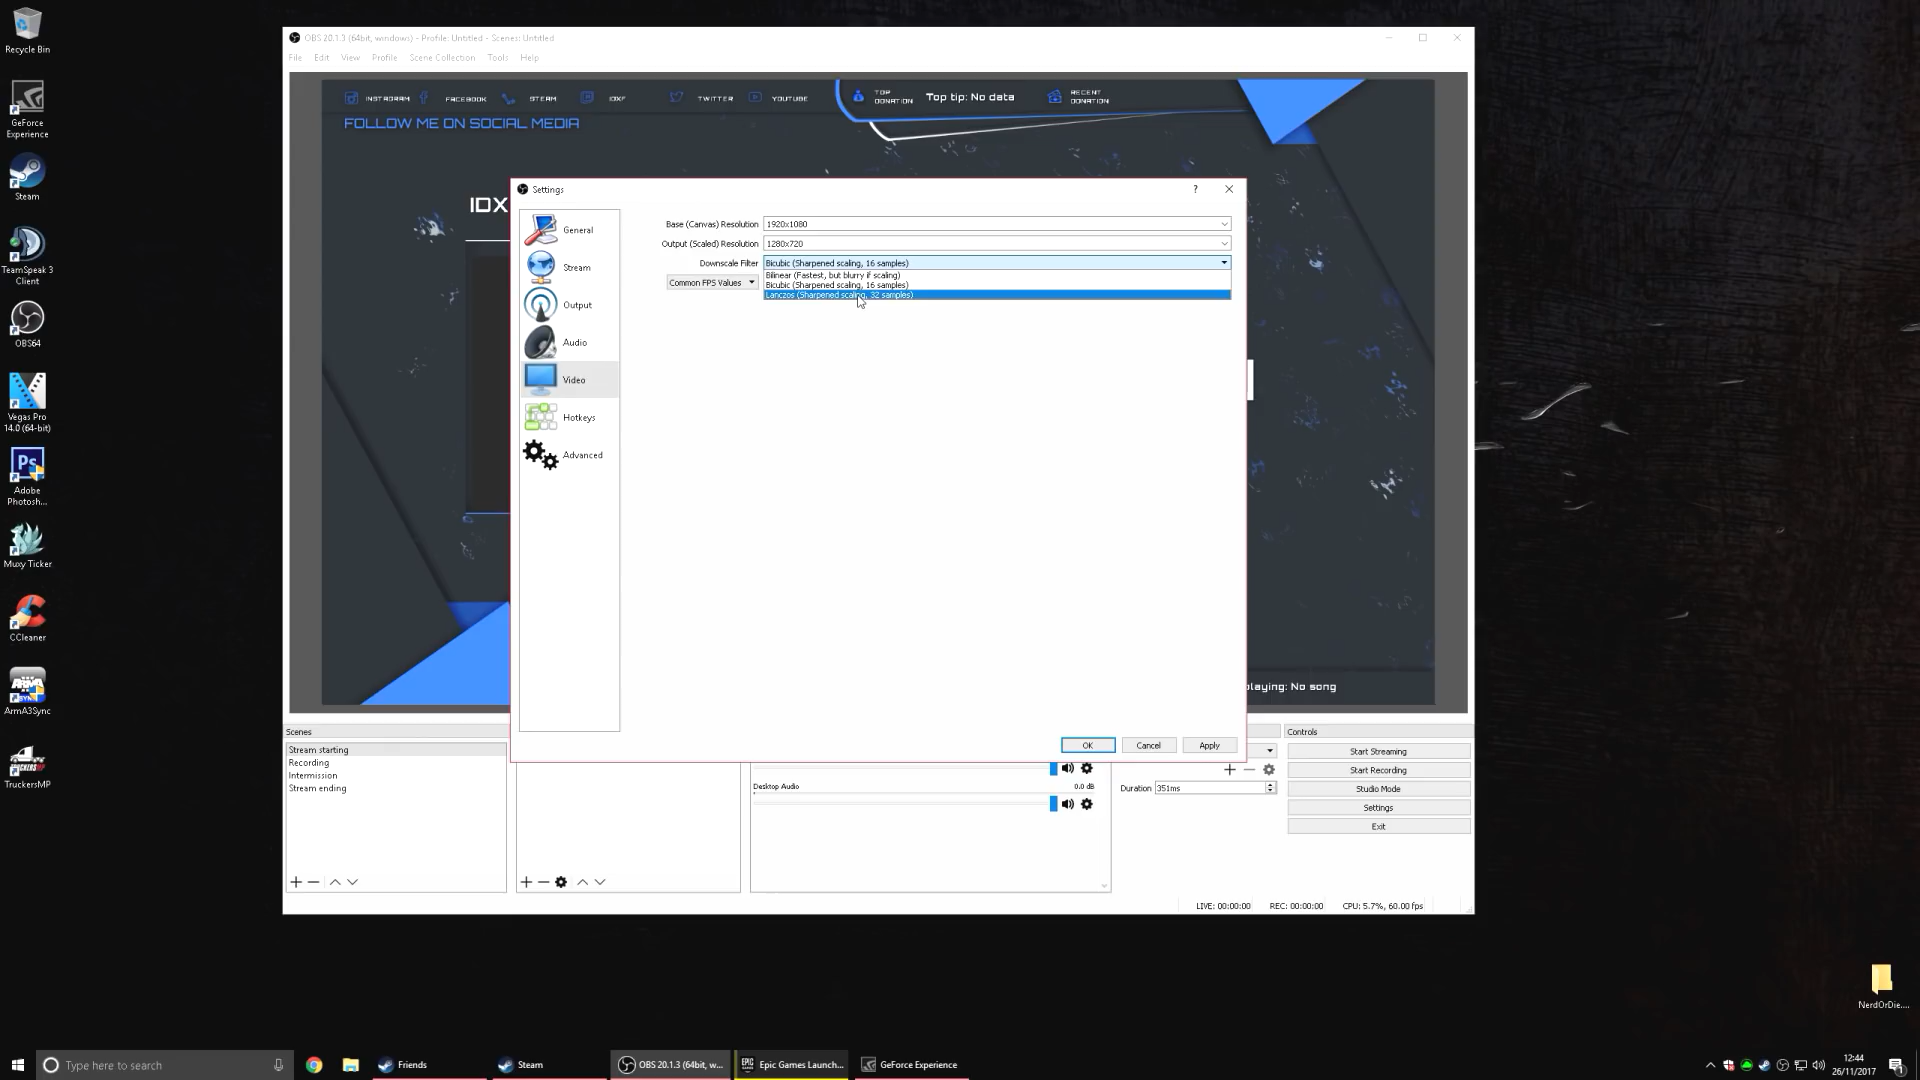 Recycle Bin
GeForce
Experience
Steam
TeamSpeak 3
Client
OBS64
Vegas Pro
14.0 (64-bit)
Ps
Adobe
Photosh...
Muxy Ticker
CCleaner
ARMA
SYNC
ArmA3Sync
TruckersMP
OBS 20.1.3 (64bit, windows) - Profile: Untitled - Scenes: Untitled
File Edit View Profile Scene Collection Tools Help
INSTAGRAM FACEBOOK STEAM IDXF TWITTER YOUTUBE
FOLLOW ME ON SOCIAL MEDIA
TOP
DONATION
Top tip: No data
RECENT
DONATION
IDX
Settings
?
General
Stream
Output
Audio
Video
Hotkeys
Advanced
Base (Canvas) Resolution 1920x1080
Output (Scaled) Resolution 1280x720
Downscale Filter Bicubic (Sharpened scaling, 16 samples)
Bilinear (Fastest, but blurry if scaling)
Common FPS Values
Bicubic (Sharpened scaling, 16 samples)
Lanczos (Sharpened scaling, 32 samples)
OK Cancel Apply
playing: No song
Scenes
Stream starting
Recording
Intermission
Stream ending
Desktop Audio 0.0 dB
Duration 351ms
Controls
Start Streaming
Start Recording
Studio Mode
Settings
Exit
LIVE: 00:00:00 REC: 00:00:00 CPU: 5.7%, 60.00 fps
NerdOrDie....
Type here to search
Friends
Steam
OBS 20.1.3 (64bit, w...
Epic Games Launch...
GeForce Experience
12:44
26/11/2017